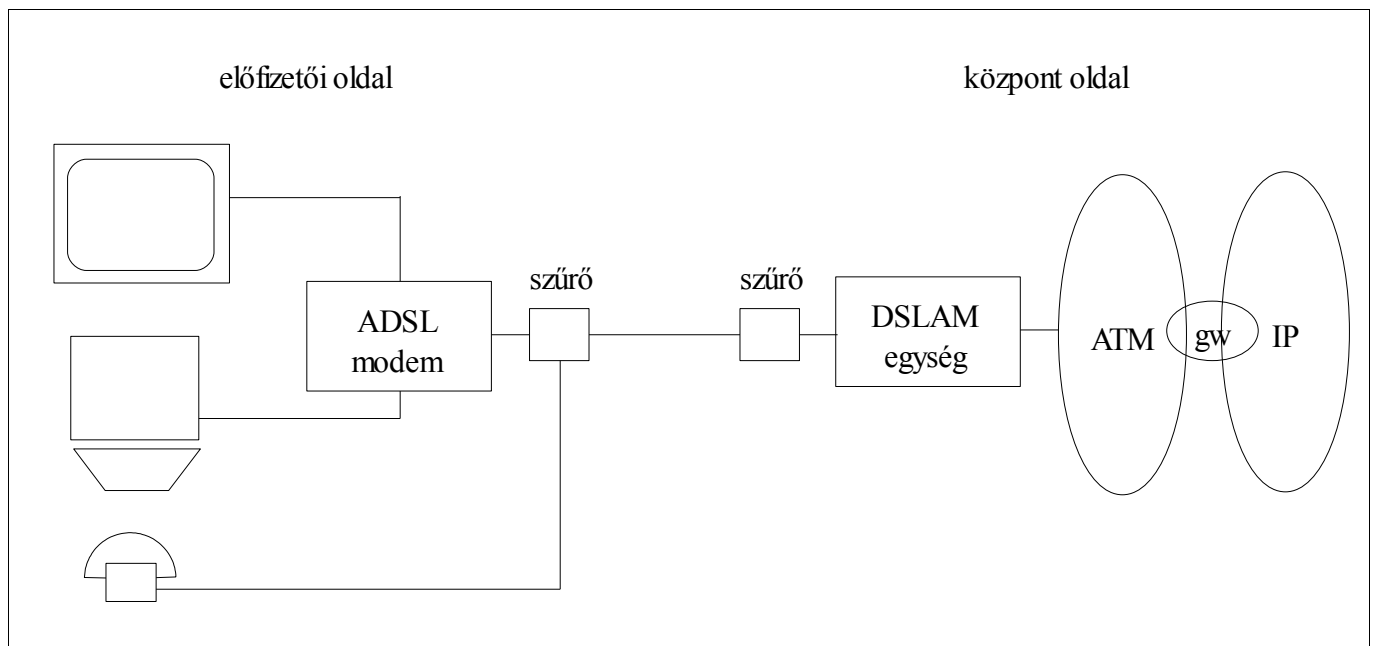 előfizetői oldal
központ oldal
szűrő
szűrő
ADSL
modem
DSLAM
egység
ATM
gw
IP